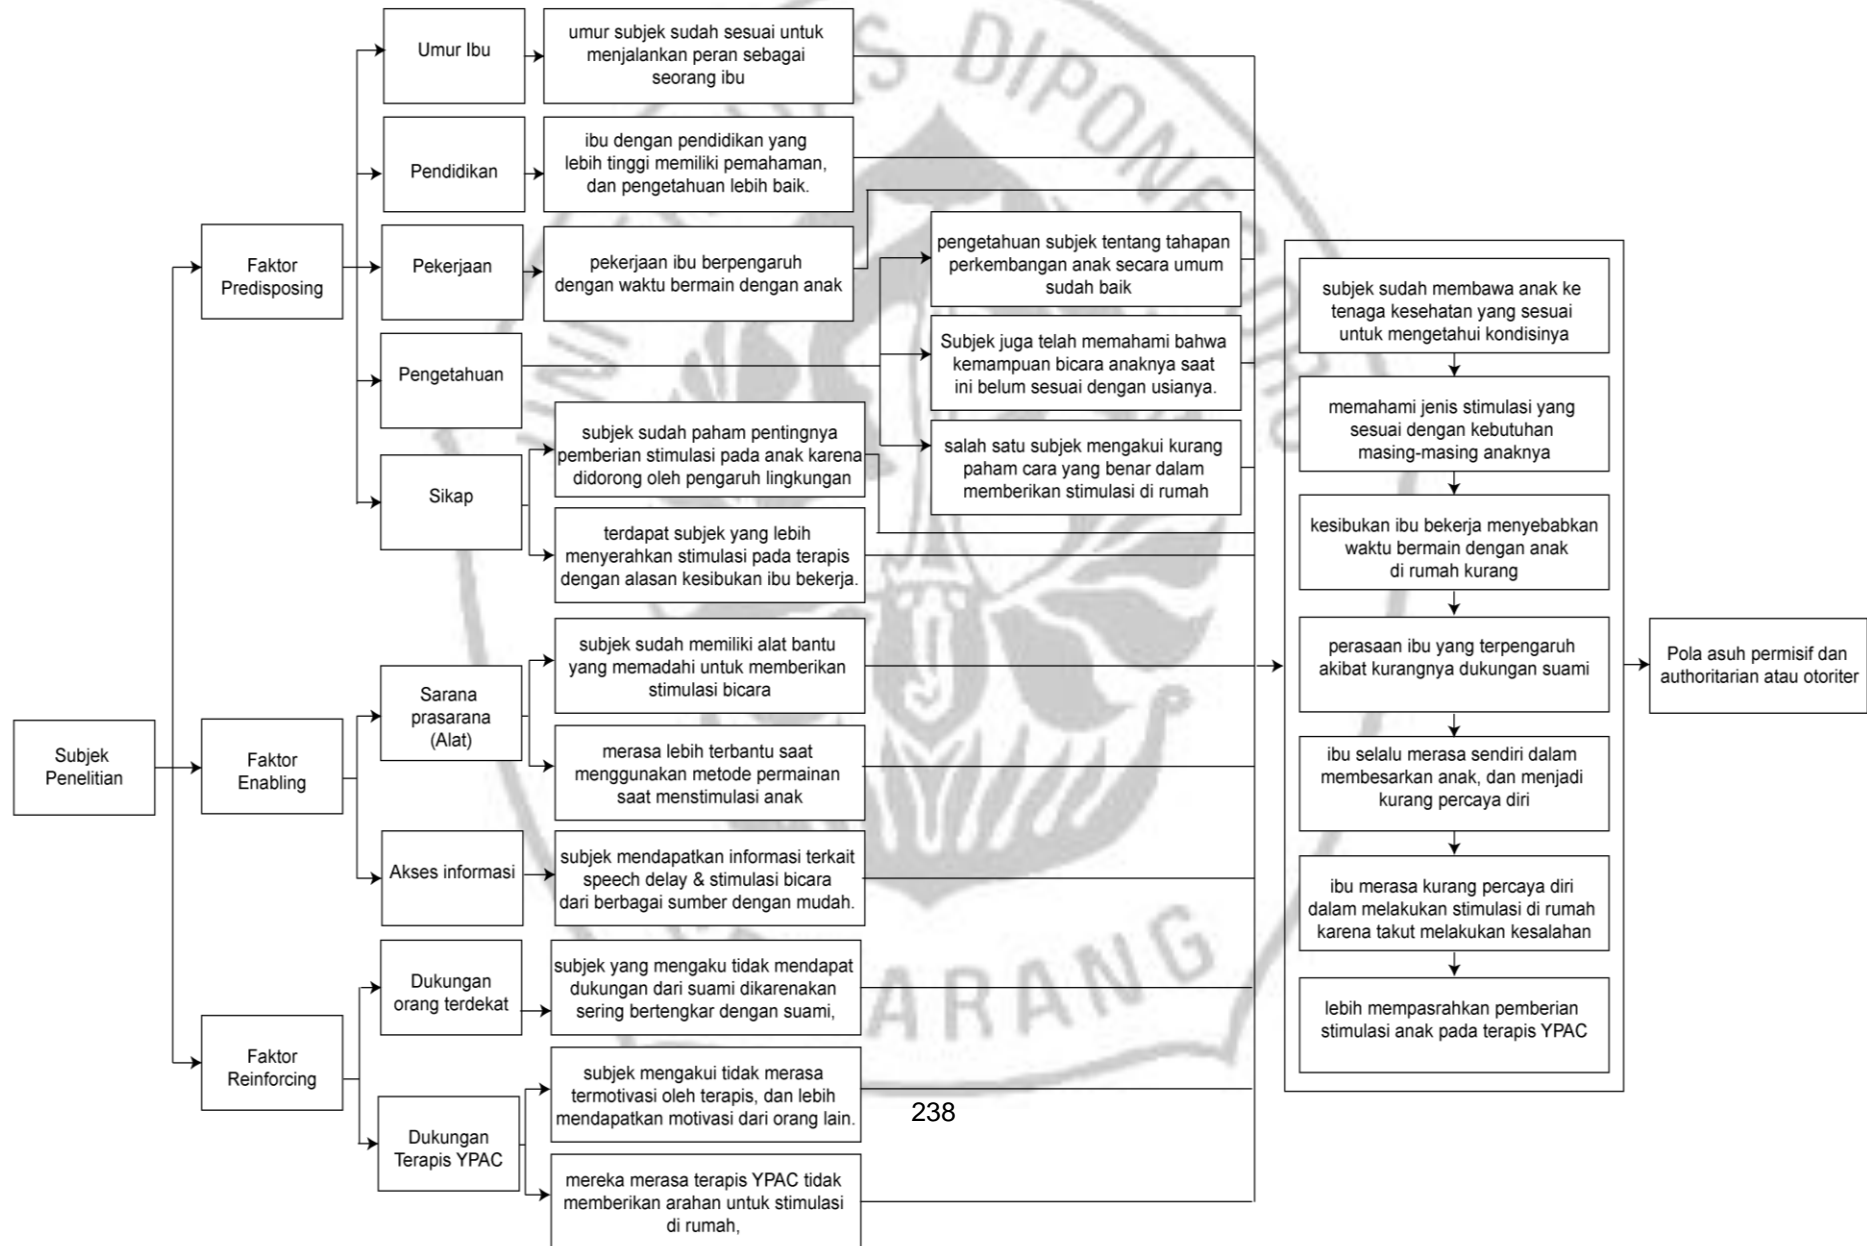 Umur Ibu
umur subjek sudah sesuai untuk
menjalankan peran sebagai
seorang ibu
Pendidikan
ibu dengan pendidikan yang
lebih tinggi memiliki pemahaman,
dan pengetahuan lebih baik.
Faktor
Predisposing
Pekerjaan
pekerjaan ibu berpengaruh
dengan waktu bermain dengan anak
Pengetahuan
pengetahuan subjek tentang tahapan
perkembangan anak secara umum
sudah baik
Subjek juga telah memahami bahwa
kemampuan bicara anaknya saat
ini belum sesuai dengan usianya.
salah satu subjek mengakui kurang
paham cara yang benar dalam
memberikan stimulasi di rumah
Sikap
subjek sudah paham pentingnya
pemberian stimulasi pada anak karena
didorong oleh pengaruh lingkungan
terdapat subjek yang lebih
menyerahkan stimulasi pada terapis
dengan alasan kesibukan ibu bekerja.
Subjek
Penelitian
Faktor
Enabling
Sarana
prasarana
(Alat)
subjek sudah memiliki alat bantu
yang memadahi untuk memberikan
stimulasi bicara
merasa lebih terbantu saat
menggunakan metode permainan
saat menstimulasi anak
Akses informasi
subjek mendapatkan informasi terkait
speech delay & stimulasi bicara
dari berbagai sumber dengan mudah.
Faktor
Reinforcing
Dukungan
orang terdekat
subjek yang mengaku tidak mendapat
dukungan dari suami dikarenakan
sering bertengkar dengan suami,
Dukungan
Terapis YPAC
subjek mengakui tidak merasa
termotivasi oleh terapis, dan lebih
mendapatkan motivasi dari orang lain.
mereka merasa terapis YPAC tidak
memberikan arahan untuk stimulasi
di rumah,
subjek sudah membawa anak ke
tenaga kesehatan yang sesuai
untuk mengetahui kondisinya
memahami jenis stimulasi yang
sesuai dengan kebutuhan
masing-masing anaknya
kesibukan ibu bekerja menyebabkan
waktu bermain dengan anak
di rumah kurang
perasaan ibu yang terpengaruh
akibat kurangnya dukungan suami
ibu selalu merasa sendiri dalam
membesarkan anak, dan menjadi
kurang percaya diri
ibu merasa kurang percaya diri
dalam melakukan stimulasi di rumah
karena takut melakukan kesalahan
lebih mempasrahkan pemberian
stimulasi anak pada terapis YPAC
Pola asuh permisif dan
authoritarian atau otoriter
DIPONEGORO
ARANG
238